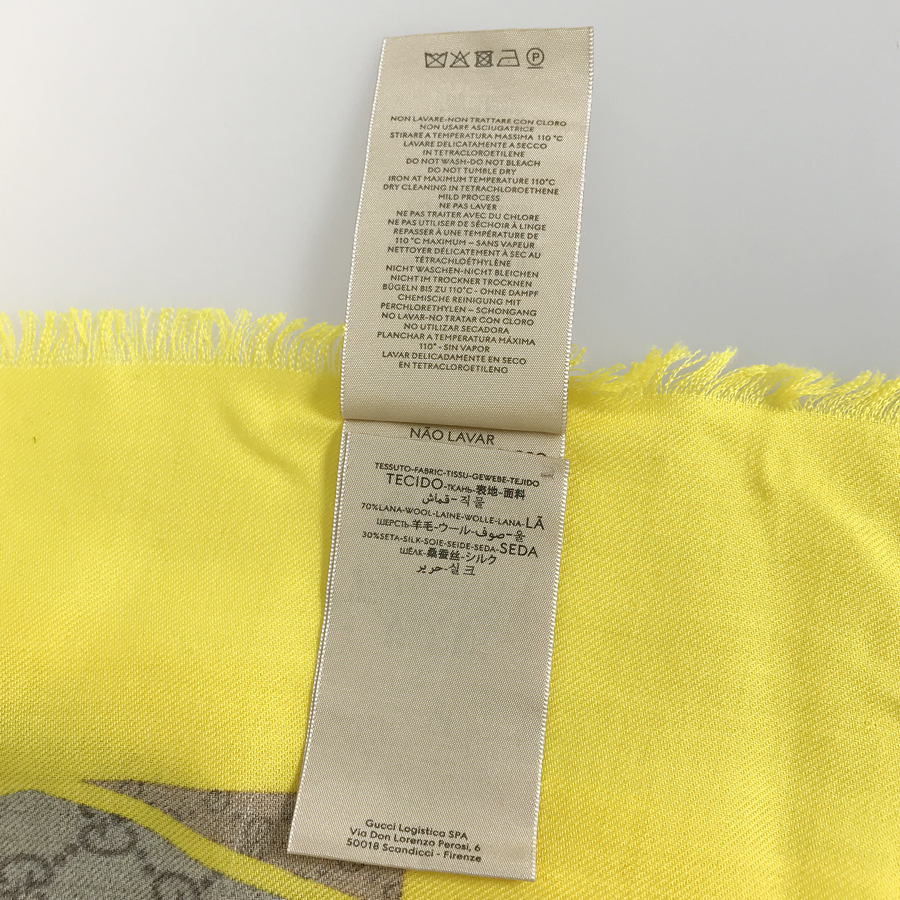 P
NON LAVARE-NON TRATTARE CON CLORO
NON USARE ASCIUGATRICE
STIRARE A TEMPERATURA MASSIMA 110 °C
LAVARE DELICATAMENTE A SECCO
IN TETRACLOROETILENE
DO NOT WASH-DO NOT BLEACH
DO NOT TUMBLE DRY
IRON AT MAXIMUM TEMPERATURE 110°C
DRY CLEANING IN TETRACHLOROETHENE
MILD PROCESS
NE PAS LAVER
NE PAS TRAITER AVEC DU CHLORE
NE PAS UTILISER DE SÉCHOIR À LINGE
REPASSER À UNE TEMPÉRATURE DE
110 °C MAXIMUM – SANS VAPEUR
NETTOYER DÉLICATEMENT À SEC AU
TÉTRACHLOÉTHYLÈNE
NICHT WASCHEN-NICHT BLEICHEN
NICHT IM TROCKNER TROCKNEN
BÜGELN BIS ZU 110°C - OHNE DAMPF
CHEMISCHE REINIGUNG MIT
PERCHLORETHYLEN – SCHONGANG
NO LAVAR-NO TRATAR CON CLORO
NO UTILIZAR SECADORA
PLANCHAR A TEMPERATURA MÁXIMA
110° - SIN VAPOR
LAVAR DELICADAMENTE EN SECO
EN TETRACLOROETILENO
NÃO LAVAR
TESSUTO-FABRIC-TISSU-GEWEBE-TEJIDO
TECIDO-ТКАНЬ-表地-面料
قماش-직물
70%LANA-WOOL-LAINE-WOLLE-LANA-LÃ
ШЕРСТЬ-羊毛-ウール-صوف-울
30%SETA-SILK-SOIE-SEIDE-SEDA-SEDA
ШЁЛК-桑蚕丝-シルク
حرير-실크
Gucci Logistica SPA
Via Don Lorenzo Perosi, 6
50018 Scandicci - Firenze